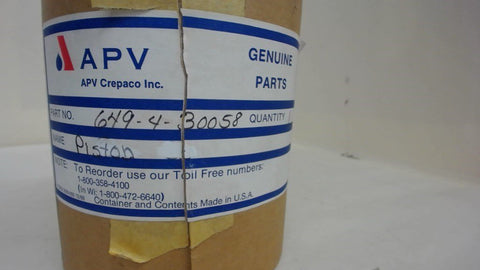 APV
APV Crepaco Inc.
GENUINE
PARTS
PART NO. 649-4-30058 QUANTITY
NAME Piston
NOTE: To Reorder use our Toll Free numbers:
1-800-358-4100
(In Wi: 1-800-472-6640)
Container and Contents Made in U.S.A.